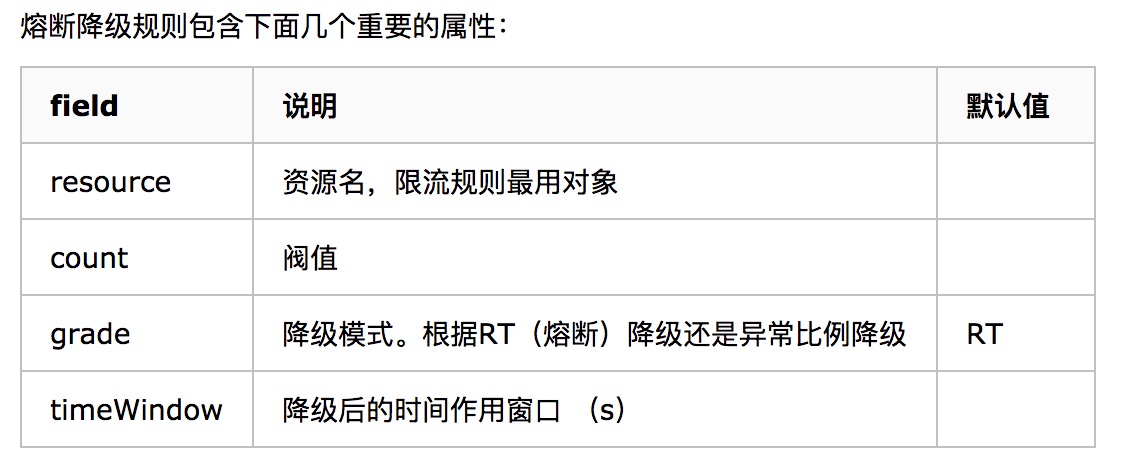 熔断降级规则包含下面几个重要的属性：
field 说明 默认值
resource 资源名，限流规则最用对象
count 阀值
grade 降级模式。根据RT（熔断）降级还是异常比例降级 RT
timeWindow 降级后的时间作用窗口 （s）